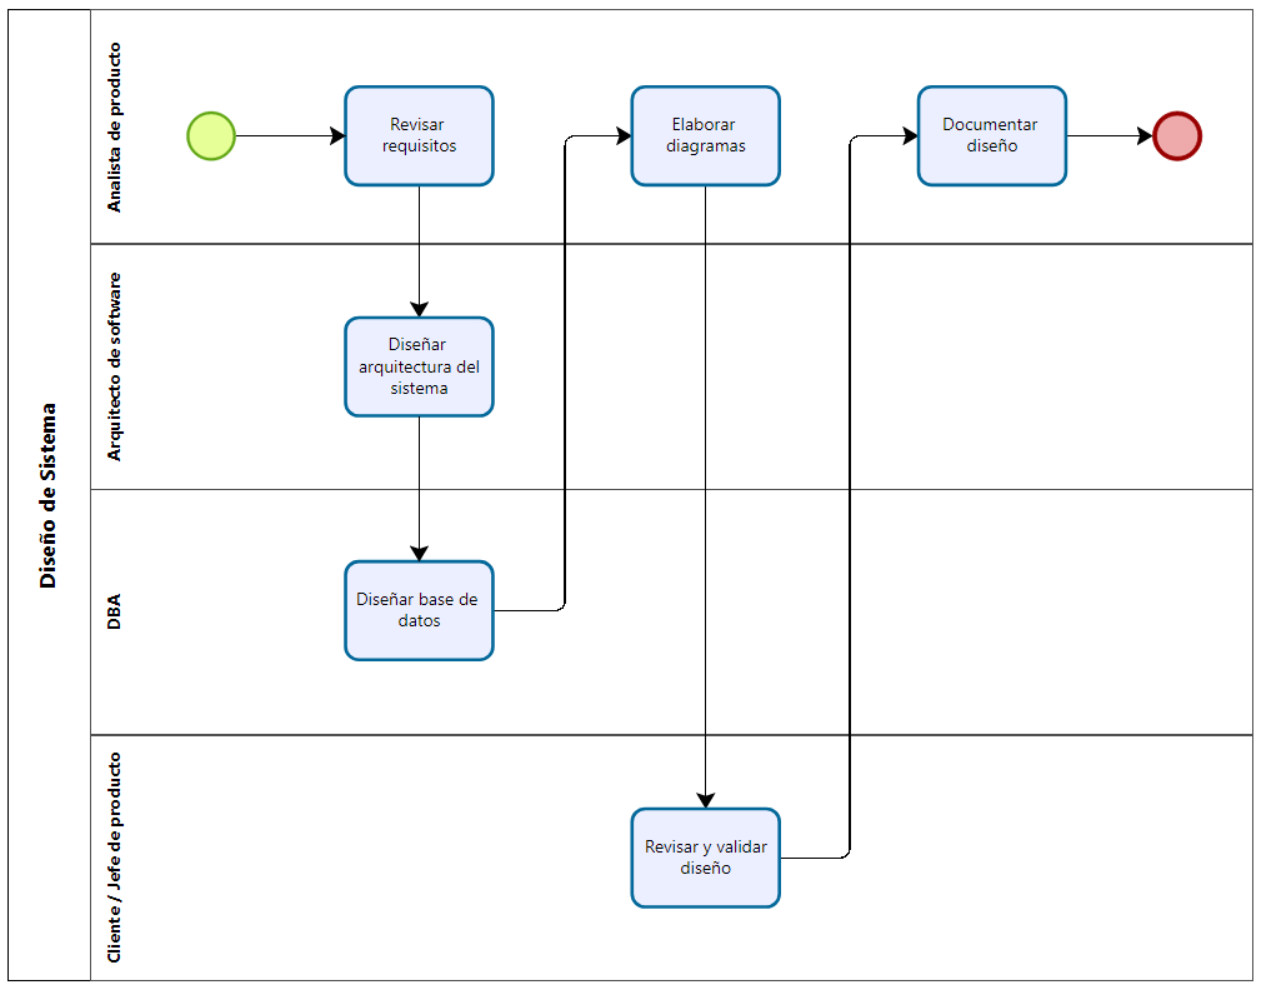 Diseño de Sistema
Analista de producto
Revisar
requisitos
Elaborar
diagramas
Documentar
diseño
Arquitecto de software
Diseñar
arquitectura del
sistema
DBA
Diseñar base de
datos
Cliente / Jefe de producto
Revisar y validar
diseño